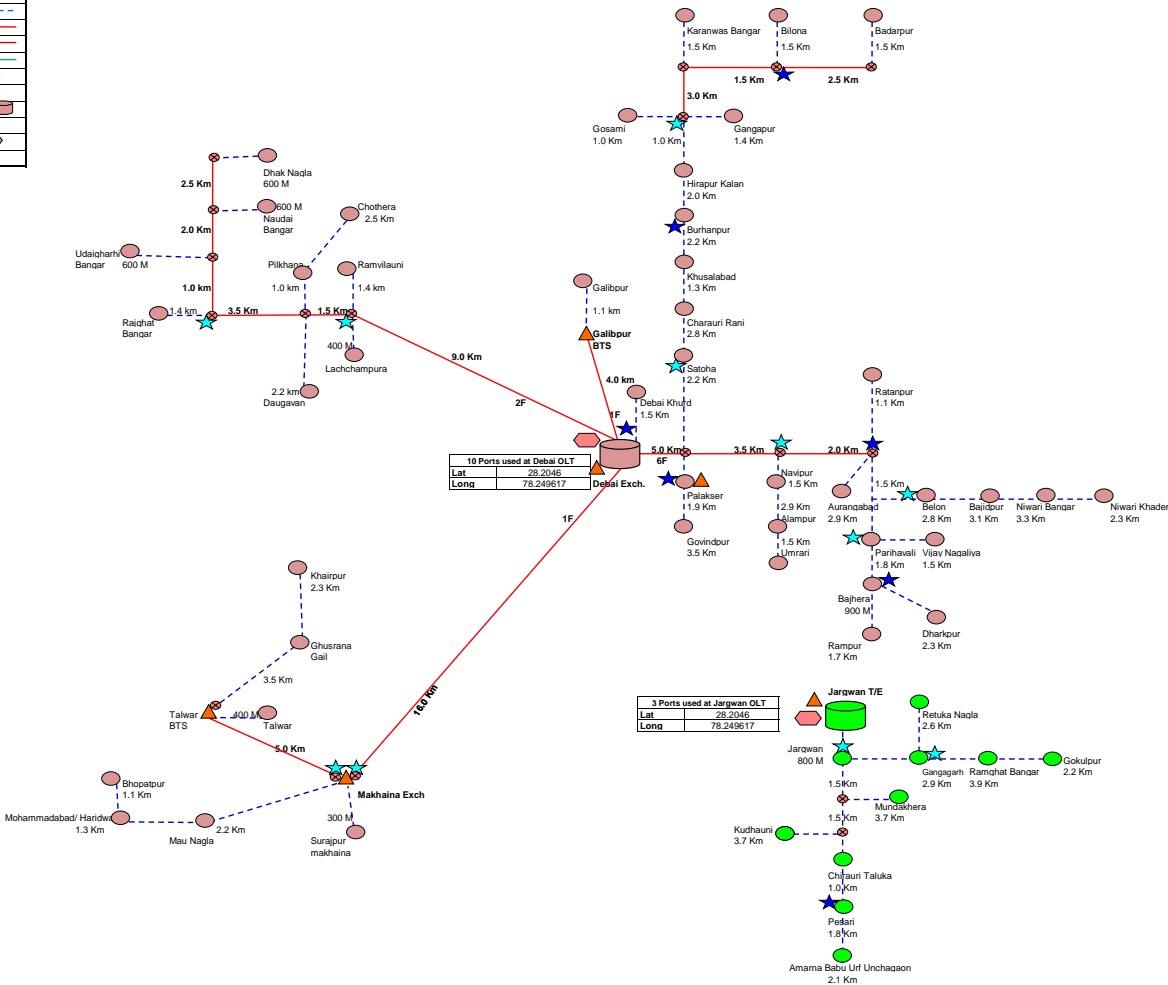 Karanwas Bangar
1.5 Km
Bilona
1.5 Km
Badarpur
1.5 Km
1.5 Km
2.5 Km
3.0 Km
Gosami
1.0 Km
1.0 Km
Gangapur
1.4 Km
Hirapur Kalan
2.0 Km
Burhanpur
2.2 Km
Khusalabad
1.3 Km
Charauri Rani
2.8 Km
Satoha
2.2 Km
Dhak Nagla
600 M
2.5 Km
600 M
Naudai
Bangar
2.0 Km
Chothera
2.5 Km
Udaigharhi
Bangar
600 M
Pilkhana
1.0 km
Ramvilauni
1.4 km
1.0 km
1.4 km
Rajghat
Bangar
3.5 Km
1.5 Km
400 M
Lachchampura
2.2 km
Daugavan
9.0 Km
2F
Galibpur
1.1 km
Galibpur
BTS
4.0 km
1F
Debai Khurd
1.5 Km
10 Ports used at Debai OLT
Lat 28.2046
Long 78.249617
Debai Exch.
5.0 Km
6F
3.5 Km
2.0 Km
Ratanpur
1.1 Km
Palakser
1.9 Km
Govindpur
3.5 Km
Navipur
1.5 Km
2.9 Km
Alampur
1.5 Km
Umrari
1.5 Km
Aurangabad
2.9 Km
Belon
2.8 Km
Bajidpur
3.1 Km
Niwari Bangar
3.3 Km
Niwari Khader
2.3 Km
Parihavali
1.8 Km
Vijay Nagaliya
1.5 Km
Bajhera
900 M
Dharkpur
2.3 Km
Rampur
1.7 Km
1F
16.0 Km
Khairpur
2.3 Km
Ghusrana
Gail
3.5 Km
Talwar
BTS
400 M
Talwar
5.0 Km
Makhaina Exch
Bhopatpur
1.1 Km
Mohammadabad/ Haridwa
1.3 Km
Mau Nagla
2.2 Km
300 M
Surajpur
makhaina
3 Ports used at Jargwan OLT
Lat 28.2046
Long 78.249617
Jargwan T/E
Retuka Nagla
2.6 Km
Jargwan
800 M
Gangagarh
2.9 Km
Ramghat Bangar
3.9 Km
Gokulpur
2.2 Km
1.5 Km
Mundakhera
3.7 Km
1.5 Km
Kudhauni
3.7 Km
Chirauri Taluka
1.0 Km
Pesari
1.8 Km
Amarna Babu Urf Unchagaon
2.1 Km